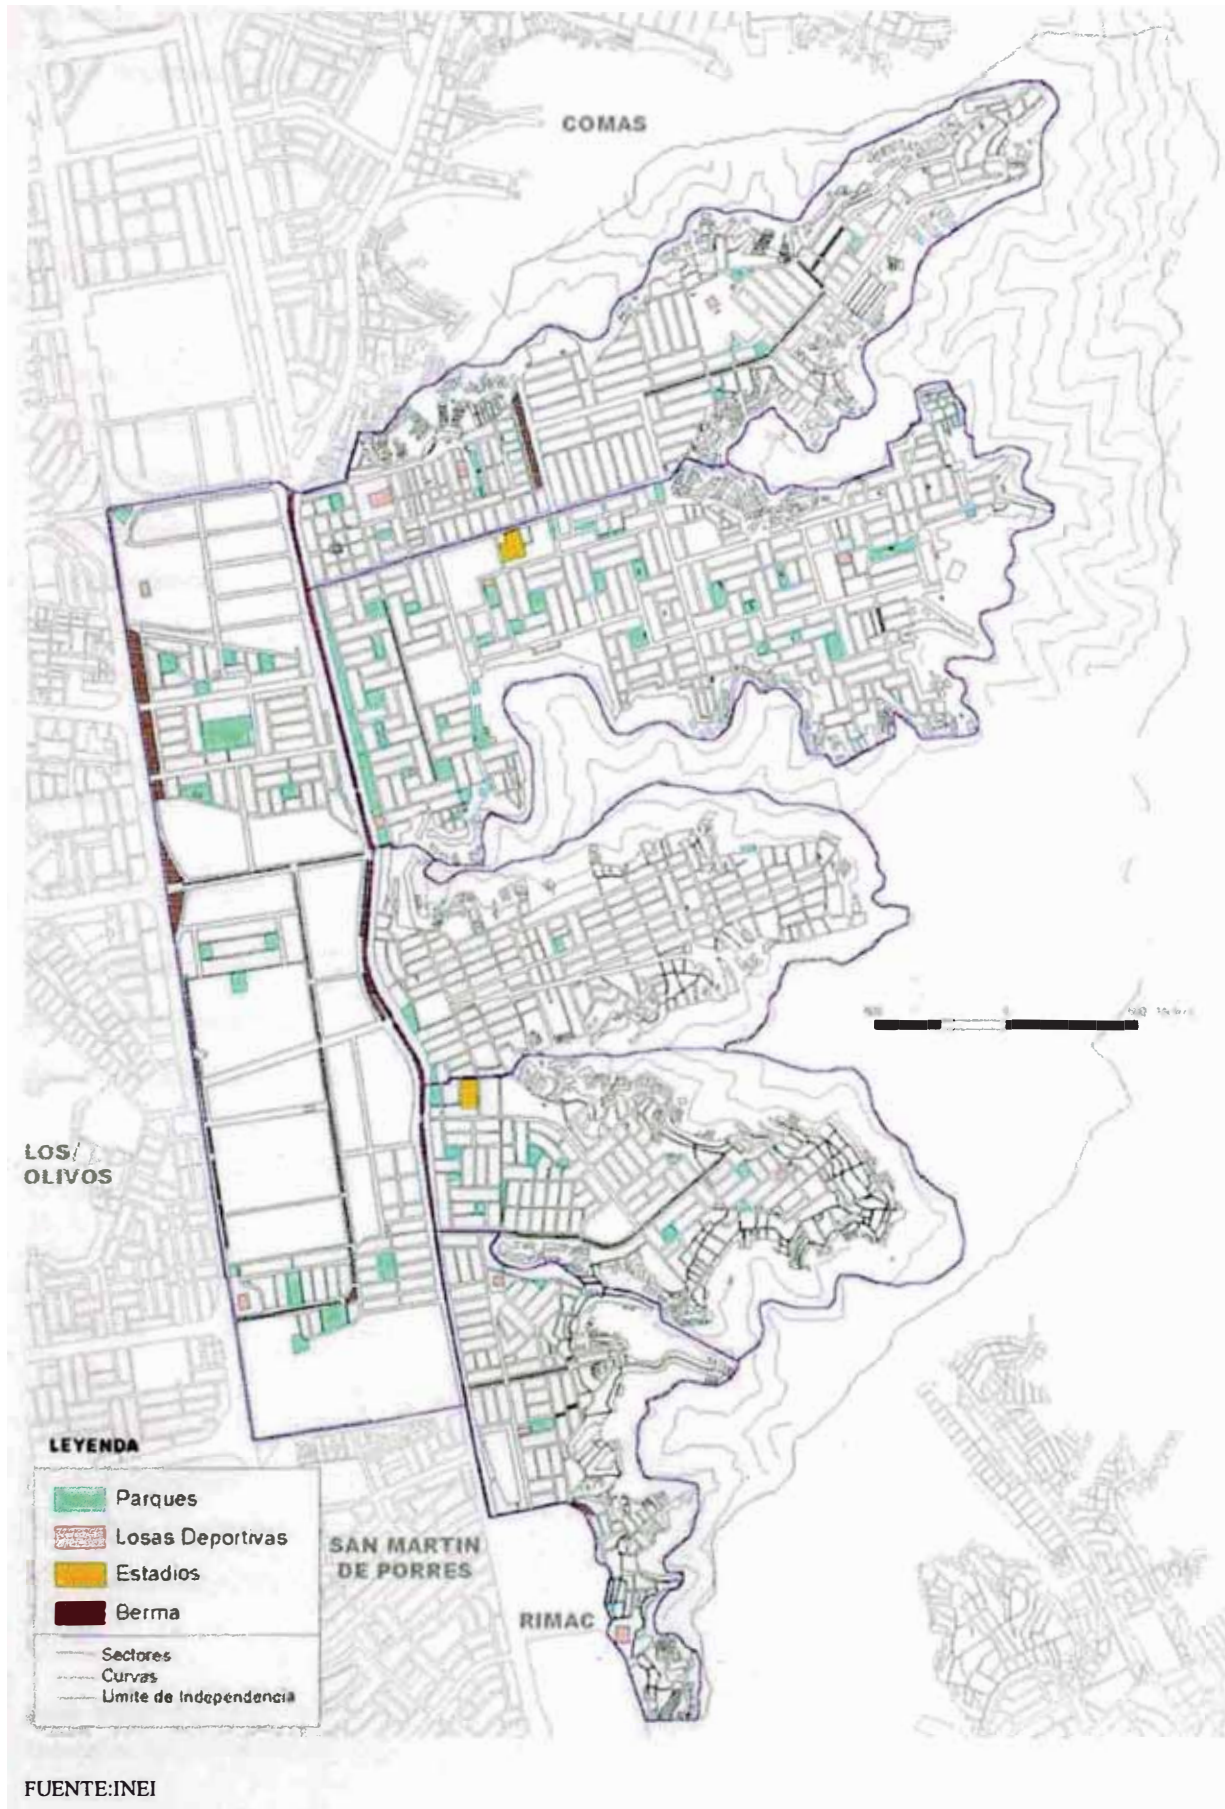 COMAS
LOS
OLIVOS
LEYENDA
Parques
Losas Deportivas
Estadios
Berma
Sectores
Curvas
Limite de Independencia
SAN MARTIN
DE PORRES
RIMAC
FUENTE:INEI